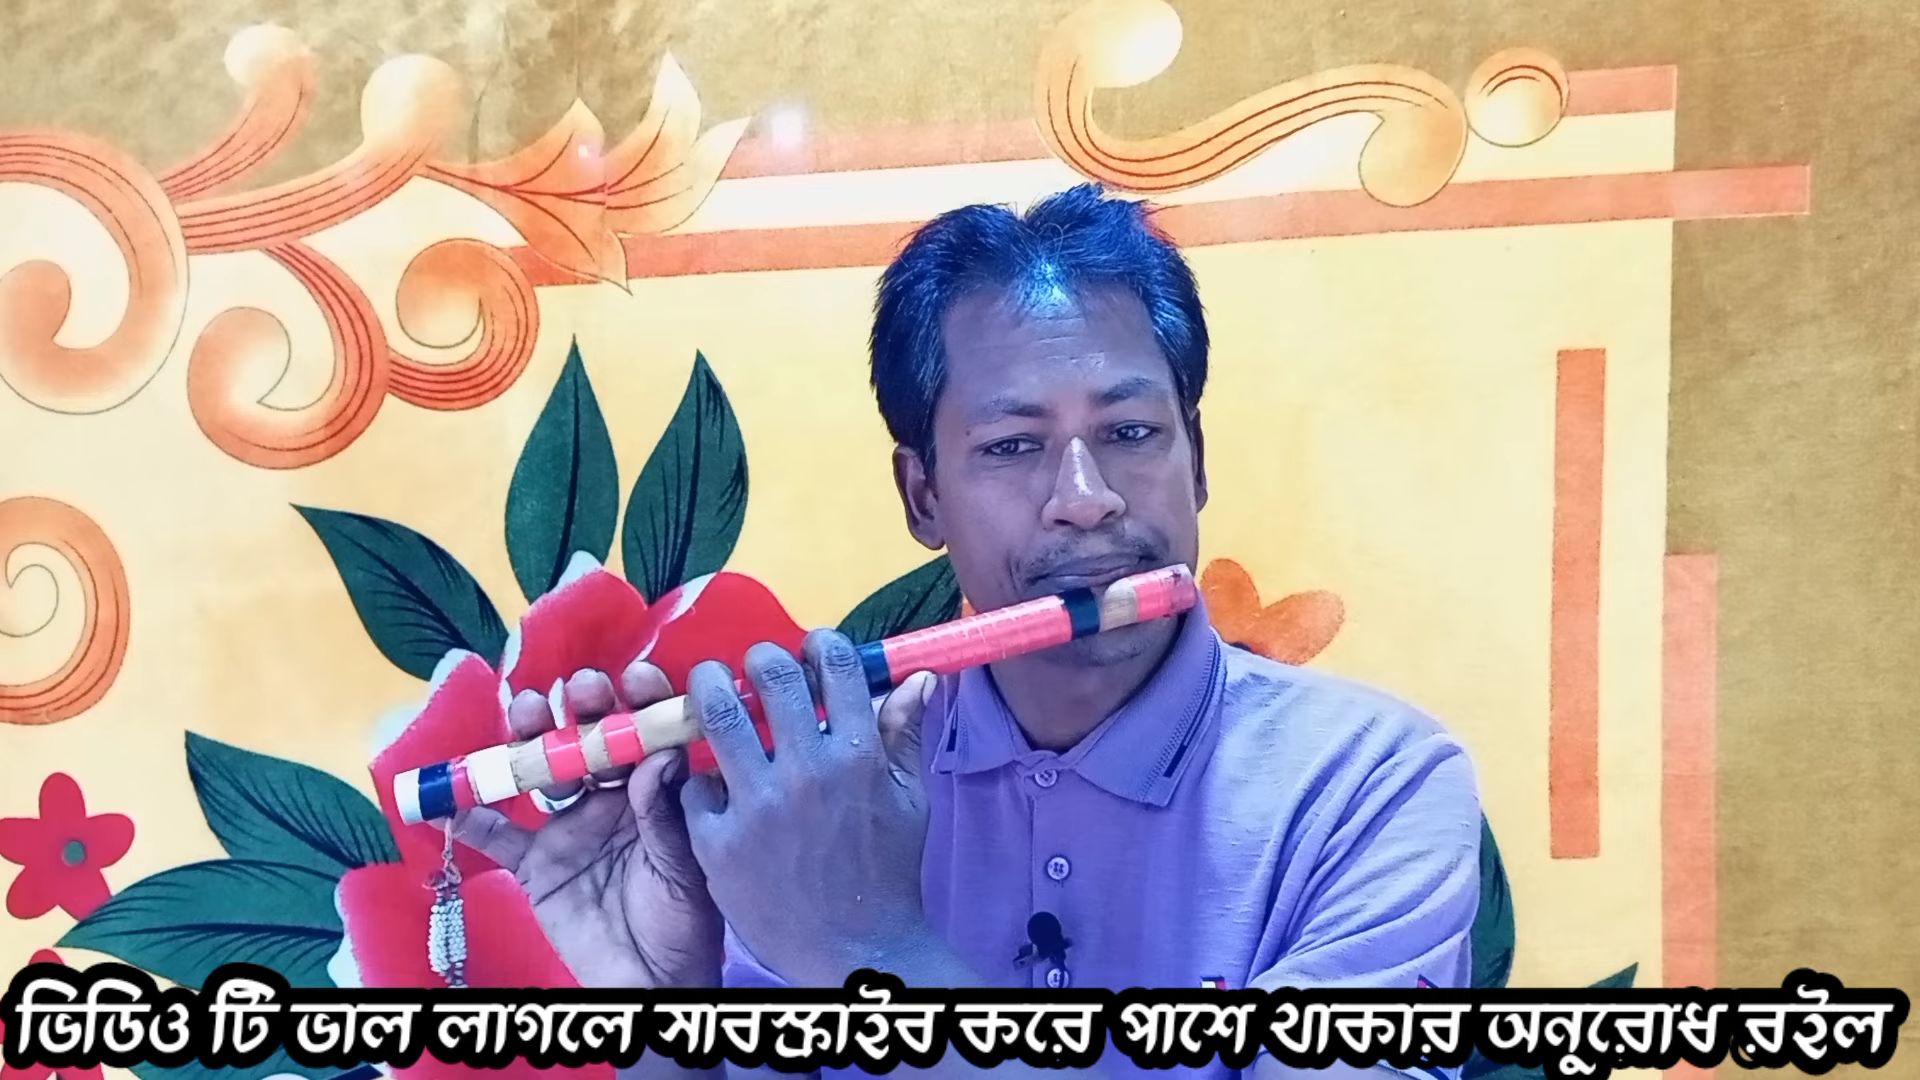 ভিডিও টি ভাল লাগলে সাবস্ক্রাইব করে পাশে থাকার অনুরোধ রইল